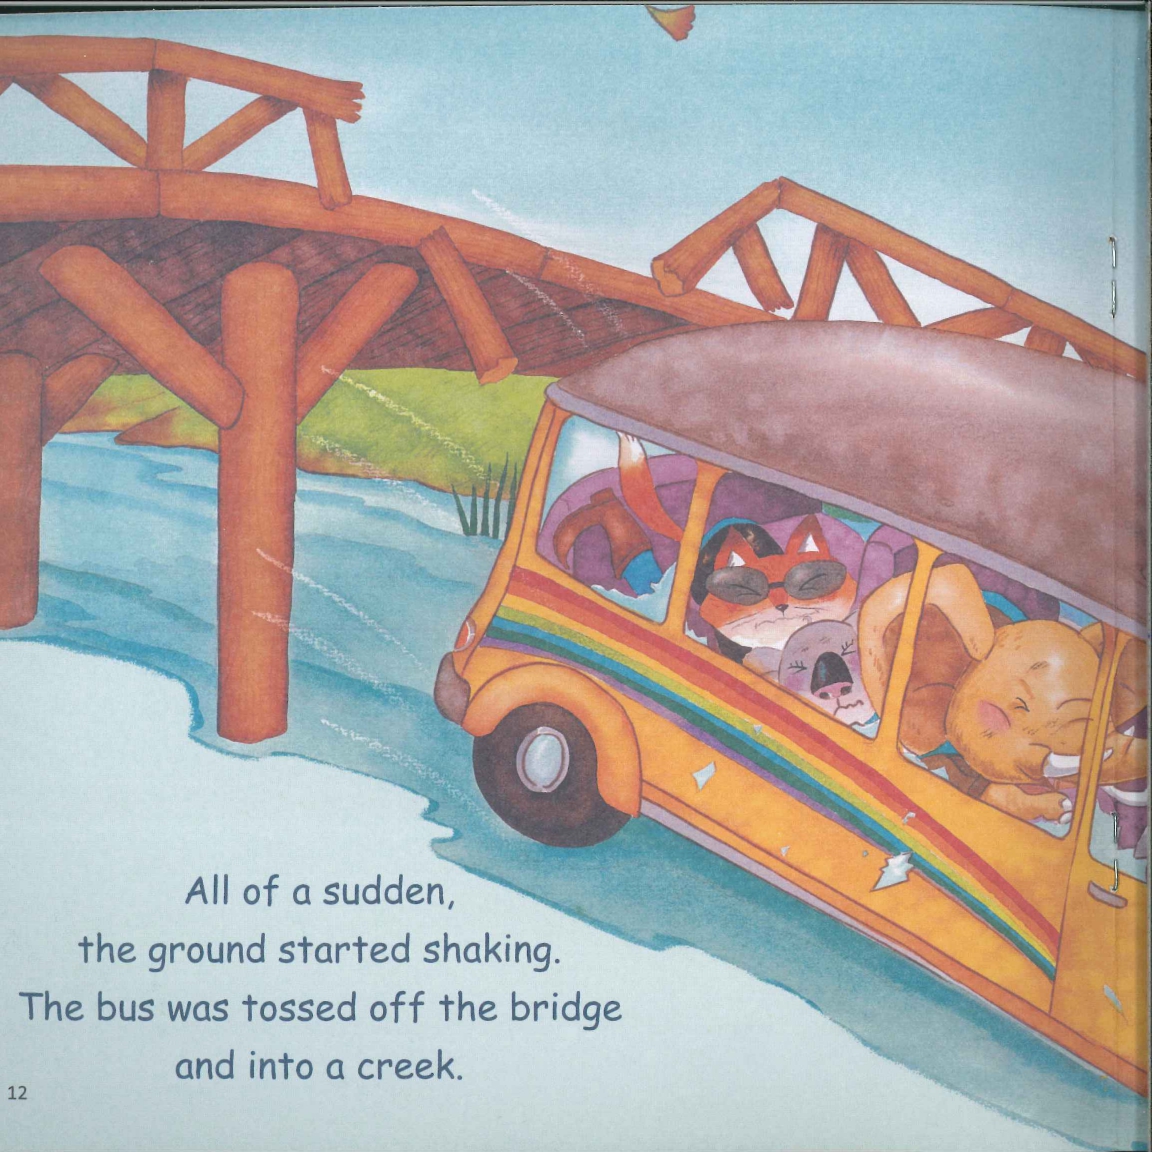 All of a sudden,
the ground started shaking.
The bus was tossed off the bridge
and into a creek.
12